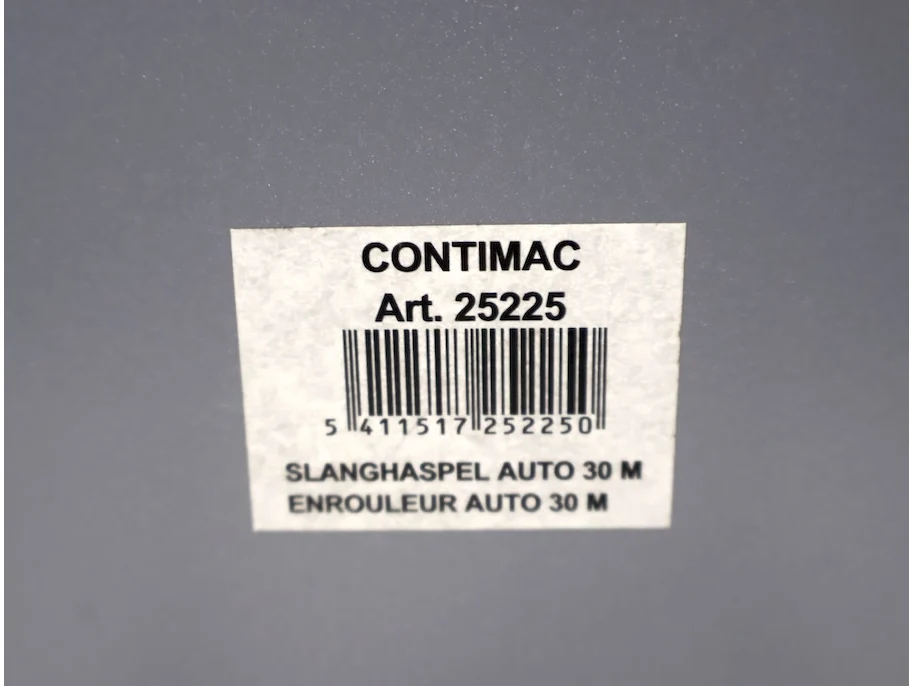 CONTIMAC
Art. 25225
5 411517 252250
SLANGHASPEL AUTO 30 M
ENROULEUR AUTO 30 M